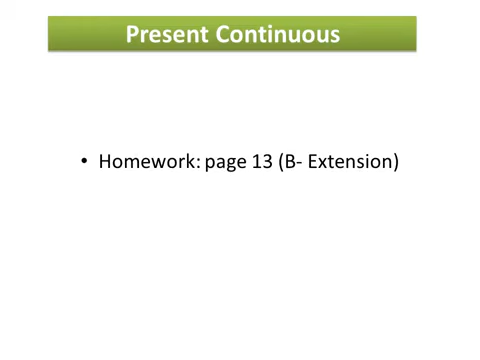 Present Continuous
• Homework: page 13 (B- Extension)